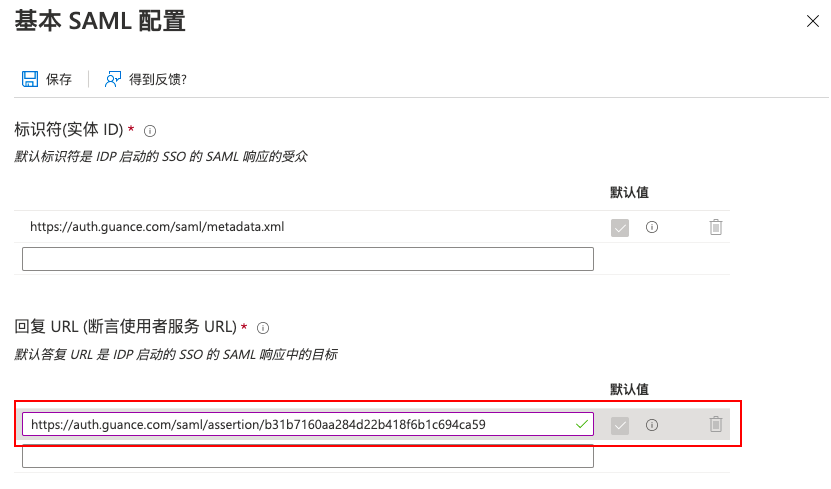 基本 SAML 配置
保存 得到反馈?
标识符(实体 ID) *
默认标识符是 IDP 启动的 SSO 的 SAML 响应的受众
默认值
https://auth.guance.com/saml/metadata.xml
回复 URL (断言使用者服务 URL) *
默认答复 URL 是 IDP 启动的 SSO 的 SAML 响应中的目标
默认值
https://auth.guance.com/saml/assertion/b31b7160aa284d22b418f6b1c694ca59